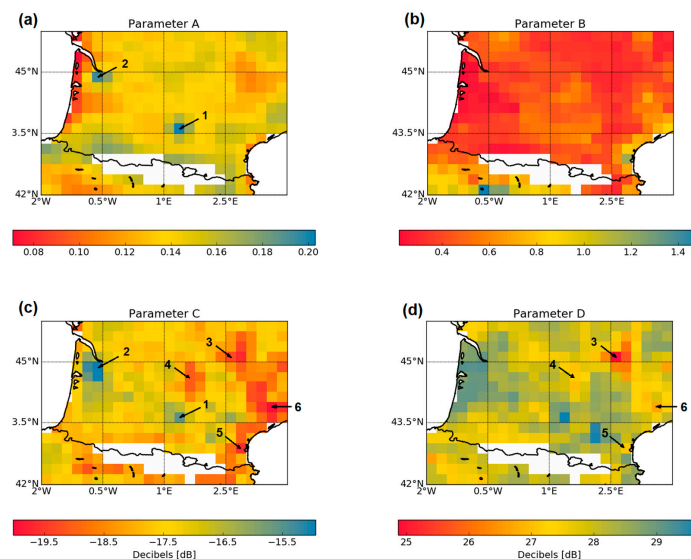 (a)
Parameter A
45°N
43.5°N
42°N
2°W
0.5°W
1°E
2.5°E
2
1
0.08
0.10
0.12
0.14
0.16
0.18
0.20
(b)
Parameter B
45°N
43.5°N
42°N
2°W
0.5°W
1°E
2.5°E
0.4
0.6
0.8
1.0
1.2
1.4
(c)
Parameter C
45°N
43.5°N
42°N
2°W
0.5°W
1°E
2.5°E
2
3
4
1
6
5
−19.5
−18.5
−17.5
−16.5
−15.5
Decibels [dB]
(d)
Parameter D
45°N
43.5°N
42°N
2°W
0.5°W
1°E
2.5°E
3
4
6
5
25
26
27
28
29
Decibels [dB]